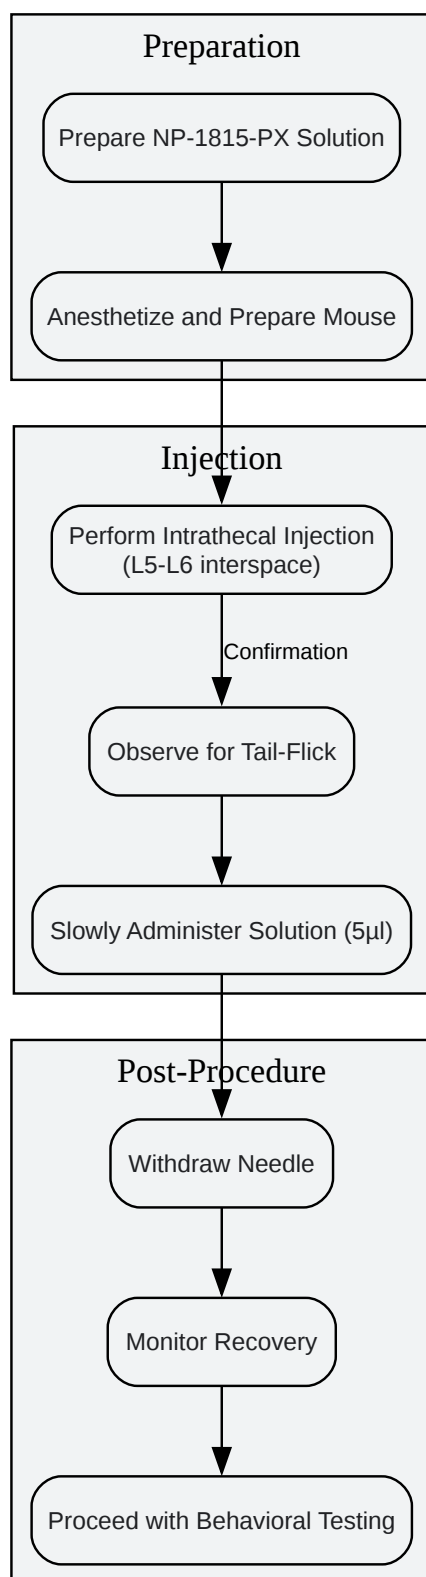 Preparation
Prepare NP-1815-PX Solution
Anesthetize and Prepare Mouse
Injection
Perform Intrathecal Injection
(L5-L6 interspace)
Confirmation
Observe for Tail-Flick
Slowly Administer Solution (5µl)
Post-Procedure
Withdraw Needle
Monitor Recovery
Proceed with Behavioral Testing